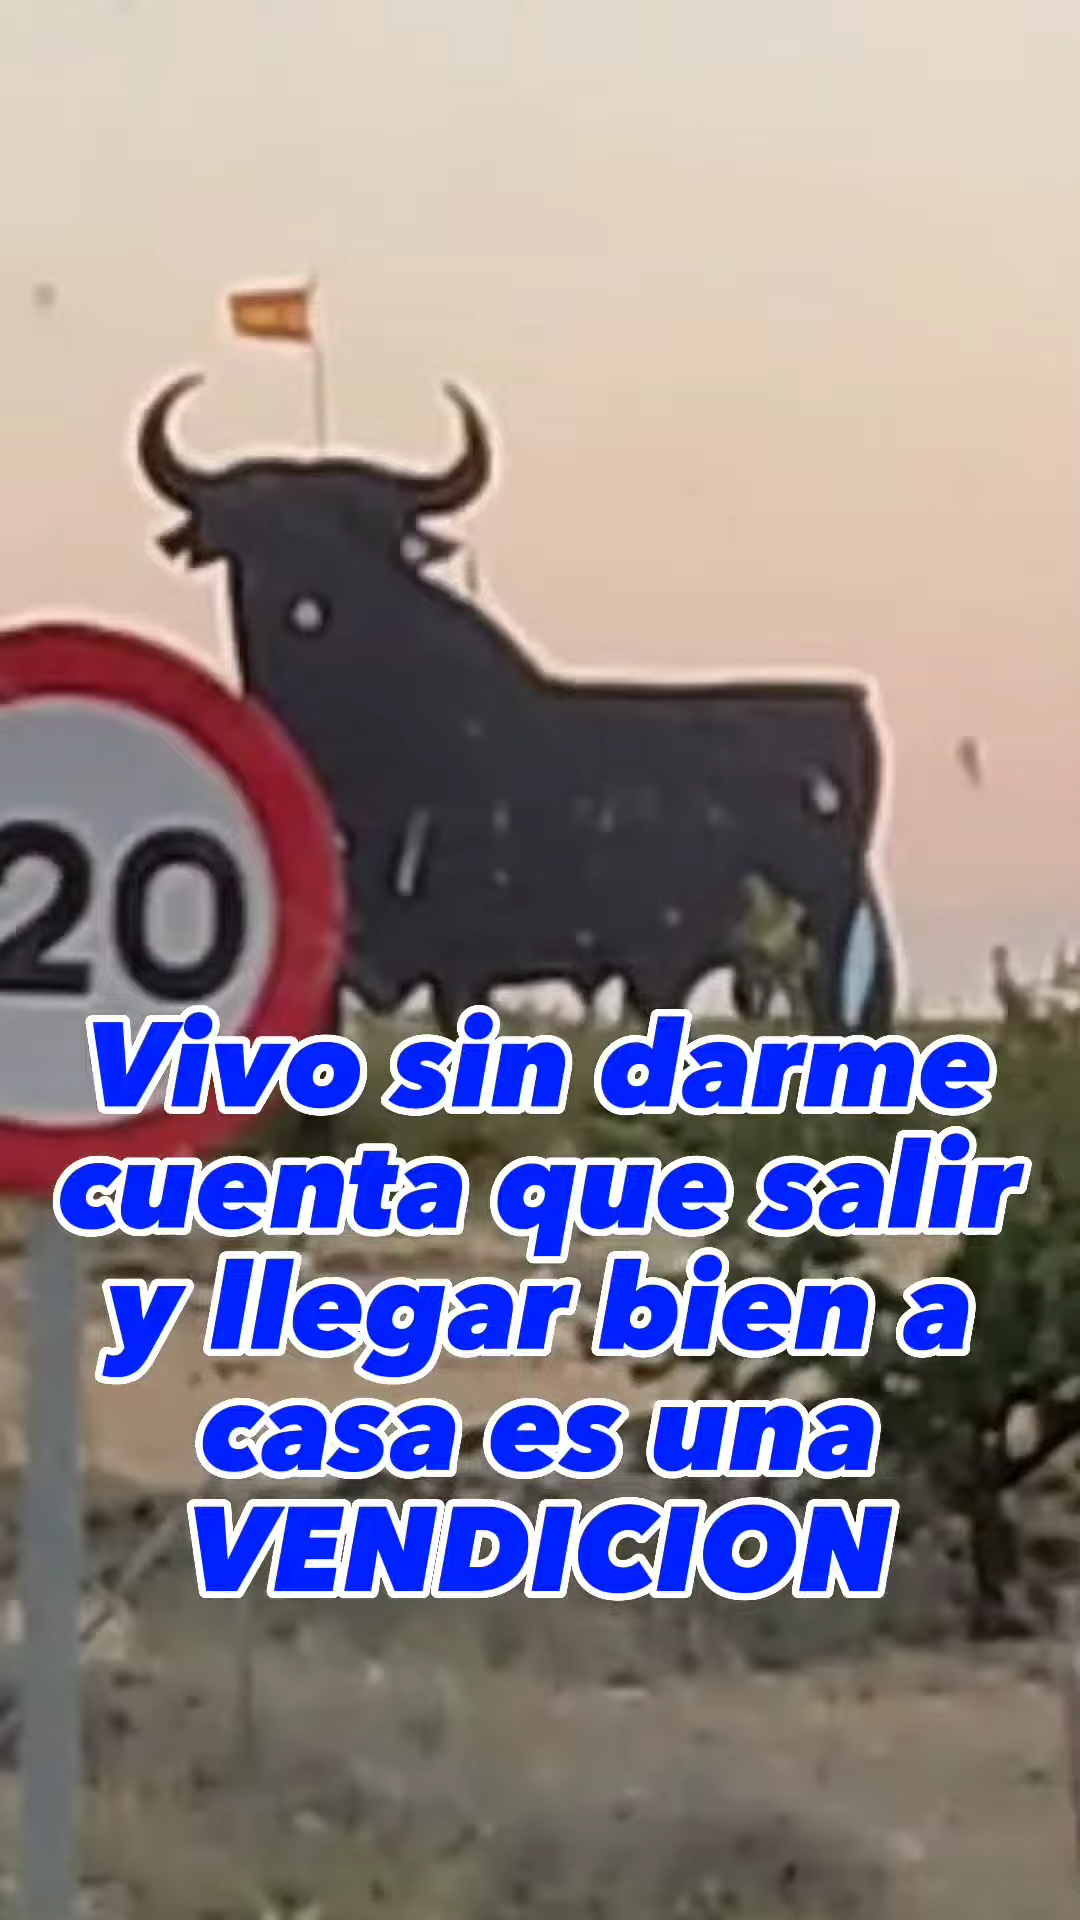 20
Vivo sin darme
cuenta que salir
y llegar bien a
casa es una
VENDICION